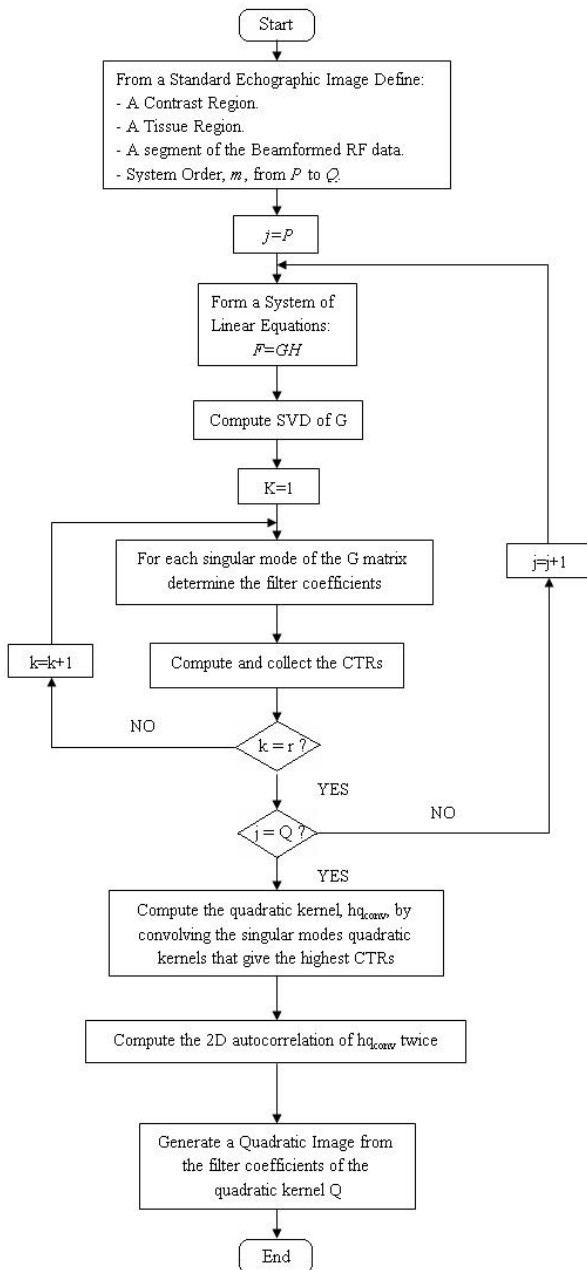 Start
From a Standard Echographic Image Define:
- A Contrast Region.
- A Tissue Region.
- A segment of the Beamformed RF data.
- System Order, m, from P to Q.
j=P
Form a System of
Linear Equations:
F=GH
Compute SVD of G
K=1
For each singular mode of the G matrix
determine the filter coefficients
j=j+1
Compute and collect the CTRs
k=k+1
NO
k = r ?
YES
NO
j = Q ?
YES
Compute the quadratic kernel, hqconv, by
convolving the singular modes quadratic
kernels that give the highest CTRs
Compute the 2D autocorrelation of hqconv twice
Generate a Quadratic Image from
the filter coefficients of the
quadratic kernel Q
End